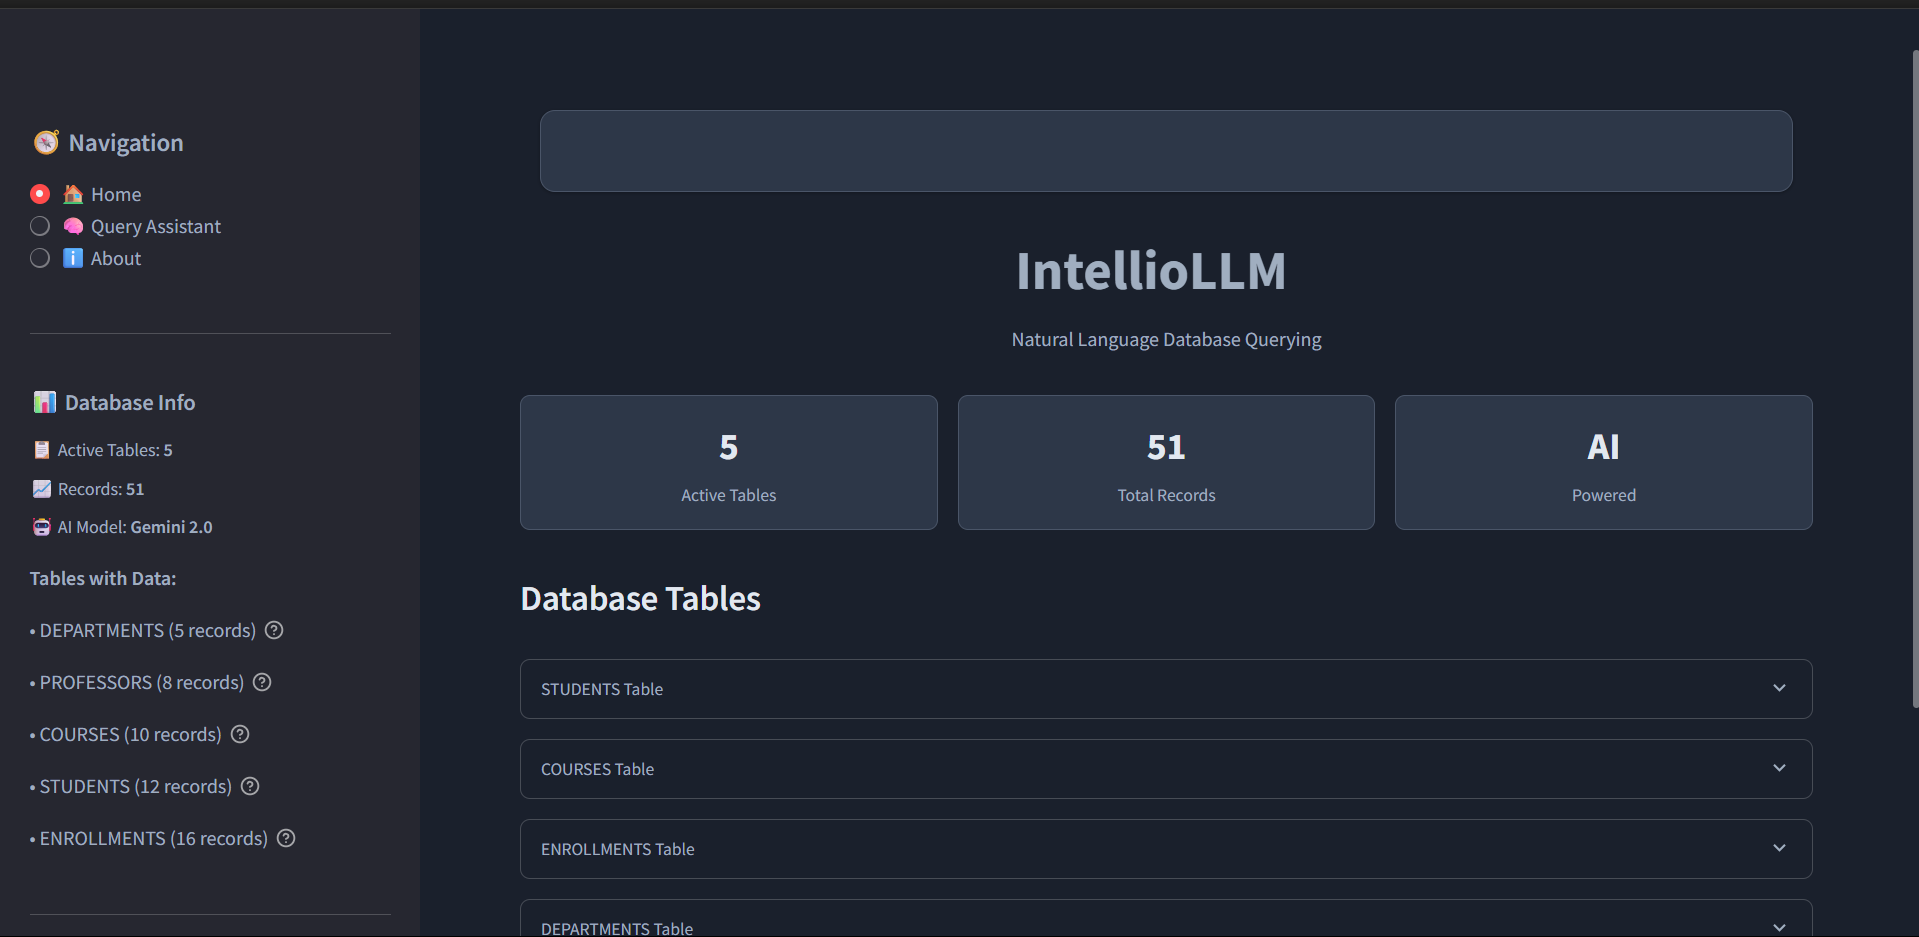 Navigation
Home
Query Assistant
About
Database Info
Active Tables: 5
Records: 51
AI Model: Gemini 2.0
Tables with Data:
• DEPARTMENTS (5 records)
• PROFESSORS (8 records)
• COURSES (10 records)
• STUDENTS (12 records)
• ENROLLMENTS (16 records)
IntellioLLM
Natural Language Database Querying
5
Active Tables
51
Total Records
AI
Powered
Database Tables
STUDENTS Table
COURSES Table
ENROLLMENTS Table
DEPARTMENTS Table